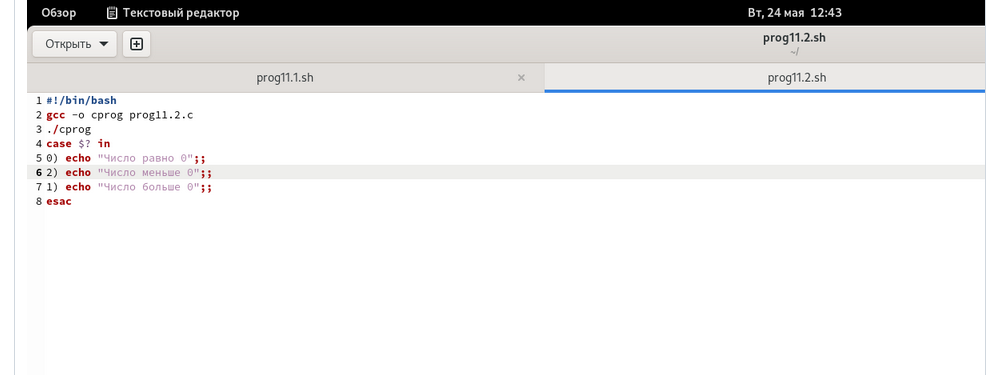 Обзор Текстовый редактор Вт, 24 мая 12:43
Открыть prog11.2.sh
~/
prog11.1.sh × prog11.2.sh
1 #!/bin/bash
2 gcc -o cprog prog11.2.c
3 ./cprog
4 case $? in
5 0) echo "Число равно 0";;
6 2) echo "Число меньше 0";;
7 1) echo "Число больше 0";;
8 esac